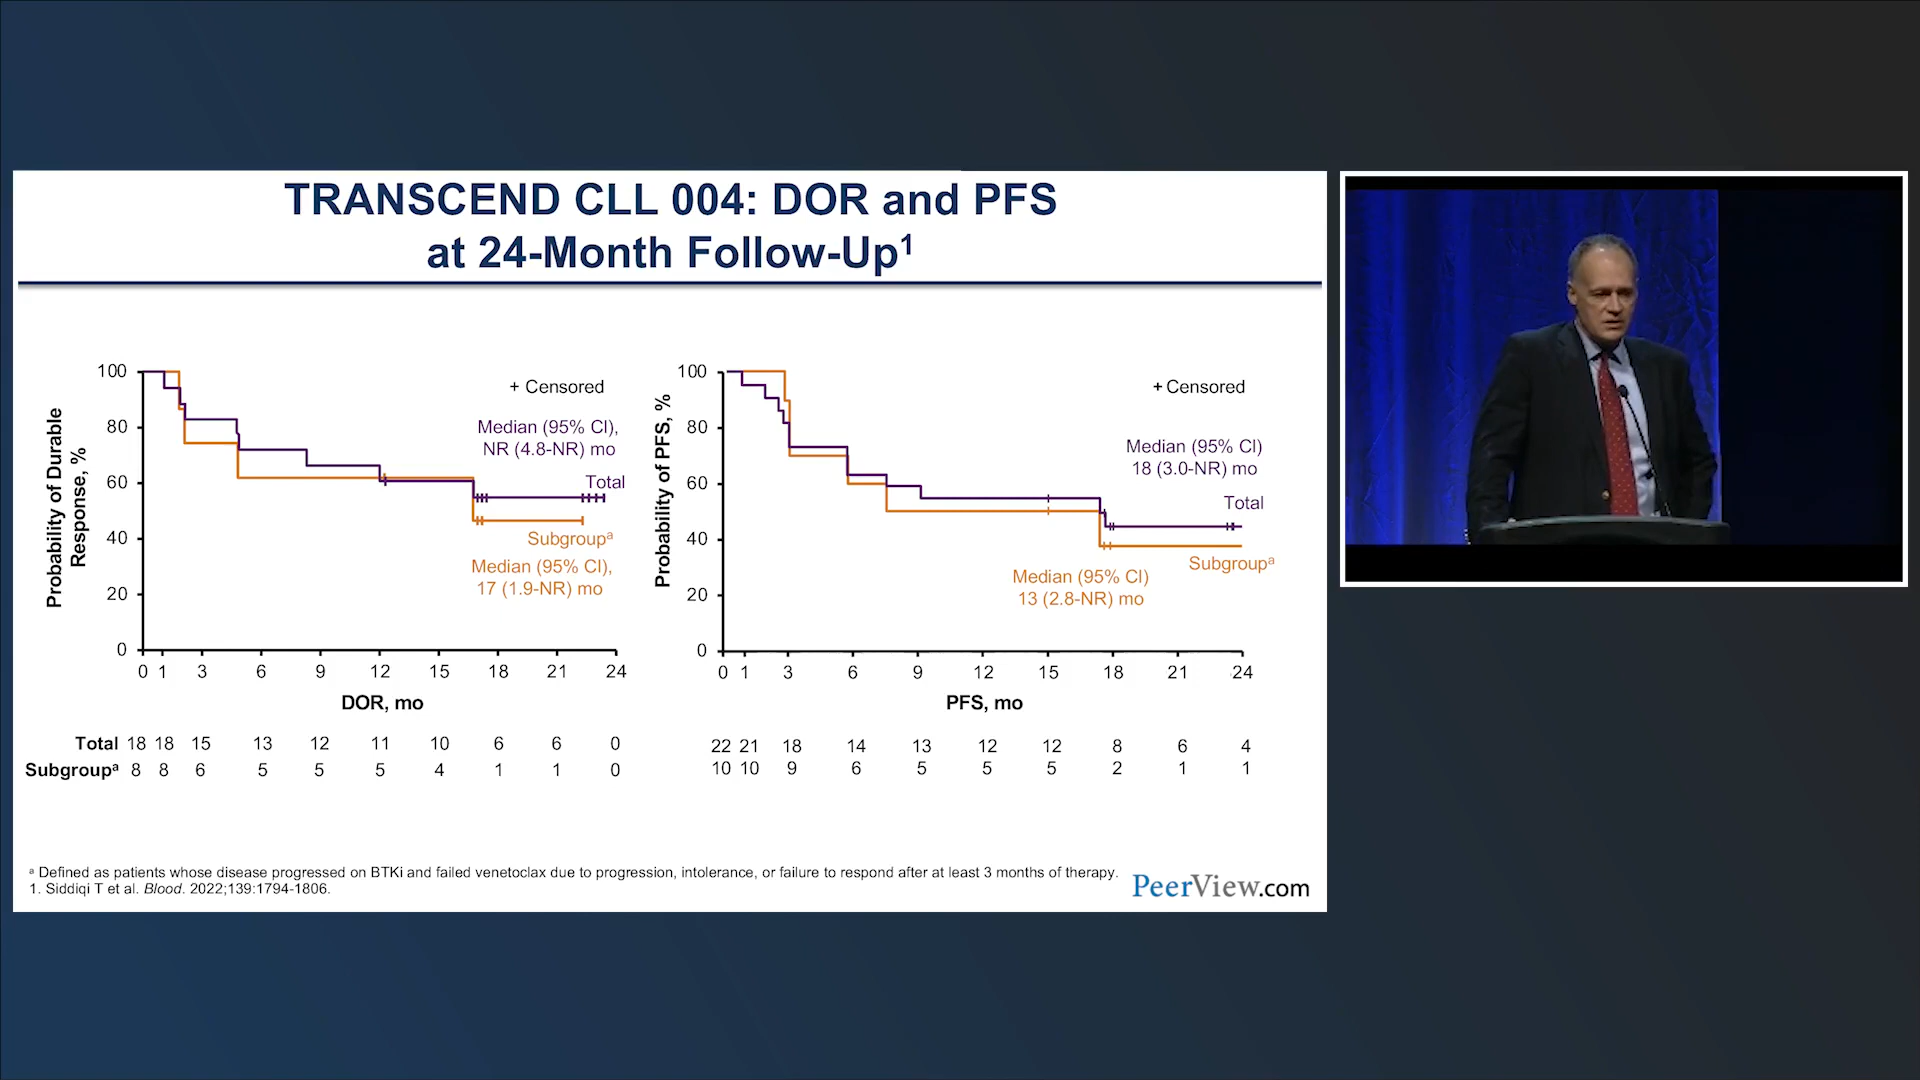 TRANSCEND CLL 004: DOR and PFS
at 24-Month Follow-Up¹
Probability of Durable
Response, %
100
80
60
40
20
0
+ Censored
Median (95% CI),
NR (4.8-NR) mo
Total
Subgroupᵃ
Median (95% CI),
17 (1.9-NR) mo
0 1 3 6 9 12 15 18 21 24
DOR, mo
Total 18 18 15 13 12 11 10 6 6 0
Subgroupᵃ 8 8 6 5 5 5 4 1 1 0
Probability of PFS, %
100
80
60
40
20
0
+ Censored
Median (95% CI)
18 (3.0-NR) mo
Total
Subgroupᵃ
Median (95% CI)
13 (2.8-NR) mo
0 1 3 6 9 12 15 18 21 24
PFS, mo
22 21 18 14 13 12 12 8 6 4
10 10 9 6 5 5 5 2 1 1
ᵃ Defined as patients whose disease progressed on BTKi and failed venetoclax due to progression, intolerance, or failure to respond after at least 3 months of therapy.
1. Siddiqi T et al. Blood. 2022;139:1794-1806.
PeerView.com